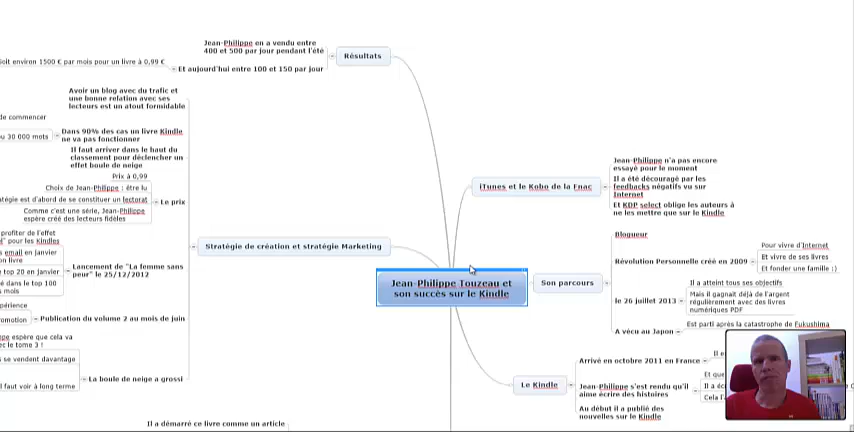 Jean-Philippe en a vendu entre
400 et 500 par jour pendant l'été
Résultats
soit environ 1500 € par mois pour un livre à 0,99 €
Et aujourd'hui entre 100 et 150 par jour
Avoir un blog avec du trafic et
une bonne relation avec ses
lecteurs est un atout formidable
de commencer
30 000 mots
Dans 90% des cas un livre Kindle
ne va pas fonctionner
Il faut arriver dans le haut du
classement pour déclencher un
effet boule de neige
Prix à 0,99
Choix de Jean-Philippe : être lu
Le prix
est d'abord de se constituer un lectorat
Comme c'est une série, Jean-Philippe
espère créé des lecteurs fidèles
Stratégie de création et stratégie Marketing
profiter de l'effet
pour les Kindles
email en janvier
livre
top 20 en janvier
dans le top 100
mois
Lancement de "La femme sans
peur" le 25/12/2012
Publication du volume 2 au mois de juin
espère que cela va
le tome 3 !
se vendent davantage
La boule de neige a grossi
faut voir à long terme
Il a démarré ce livre comme un article
Jean-Philippe Touzeau et
son succès sur le Kindle
iTunes et le Kobo de la Fnac
Jean-Philippe n'a pas encore
essayé pour le moment
Il a été découragé par les
feedbacks négatifs vu sur
Internet
Et KDP select oblige les auteurs à
ne les mettre que sur le Kindle
Son parcours
Blogueur
Révolution Personnelle créé en 2009
Pour vivre d'Internet
Et vivre de ses livres
Et fonder une famille :)
le 26 juillet 2013
Il a atteint tous ses objectifs
Mais il gagnait déjà de l'argent
régulièrement avec des livres
numériques PDF
A vécu au Japon
Est parti après la catastrophe de Fukushima
Le Kindle
Arrivé en octobre 2011 en France
Et que
Jean-Philippe s'est rendu qu'il
aime écrire des histoires
Il a
Cela
Au début il a publié des
nouvelles sur le Kindle